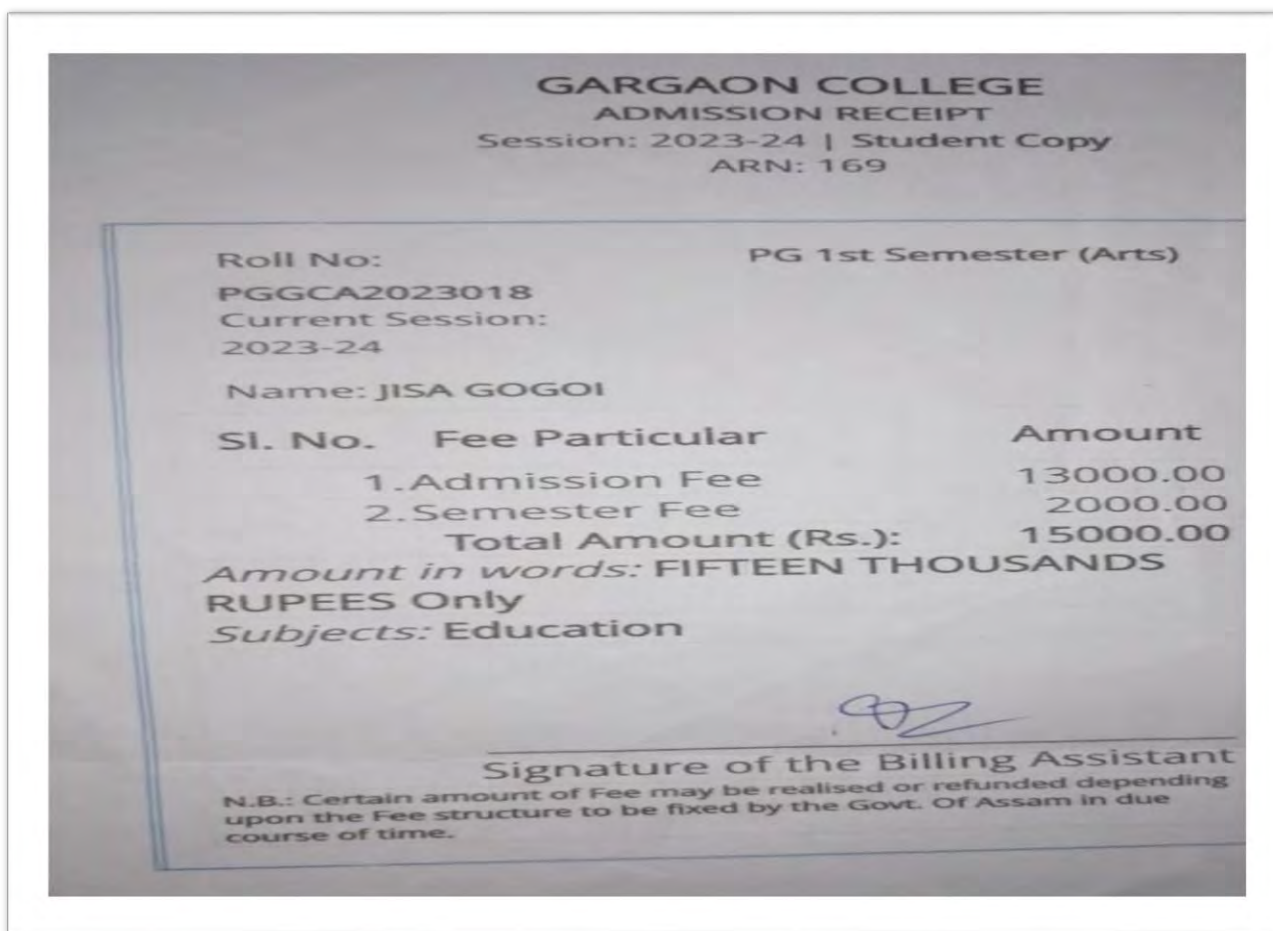 GARGAON COLLEGE
ADMISSION RECEIPT
Session: 2023-24 | Student Copy
ARN: 169
Roll No: PG 1st Semester (Arts)
PGGCA2023018
Current Session:
2023-24
Name: JISA GOGOI
Sl. No. Fee Particular Amount
1. Admission Fee 13000.00
2. Semester Fee 2000.00
Total Amount (Rs.): 15000.00
Amount in words: FIFTEEN THOUSANDS
RUPEES Only
Subjects: Education
Signature of the Billing Assistant
N.B.: Certain amount of Fee may be realised or refunded depending
upon the Fee structure to be fixed by the Govt. Of Assam in due
course of time.